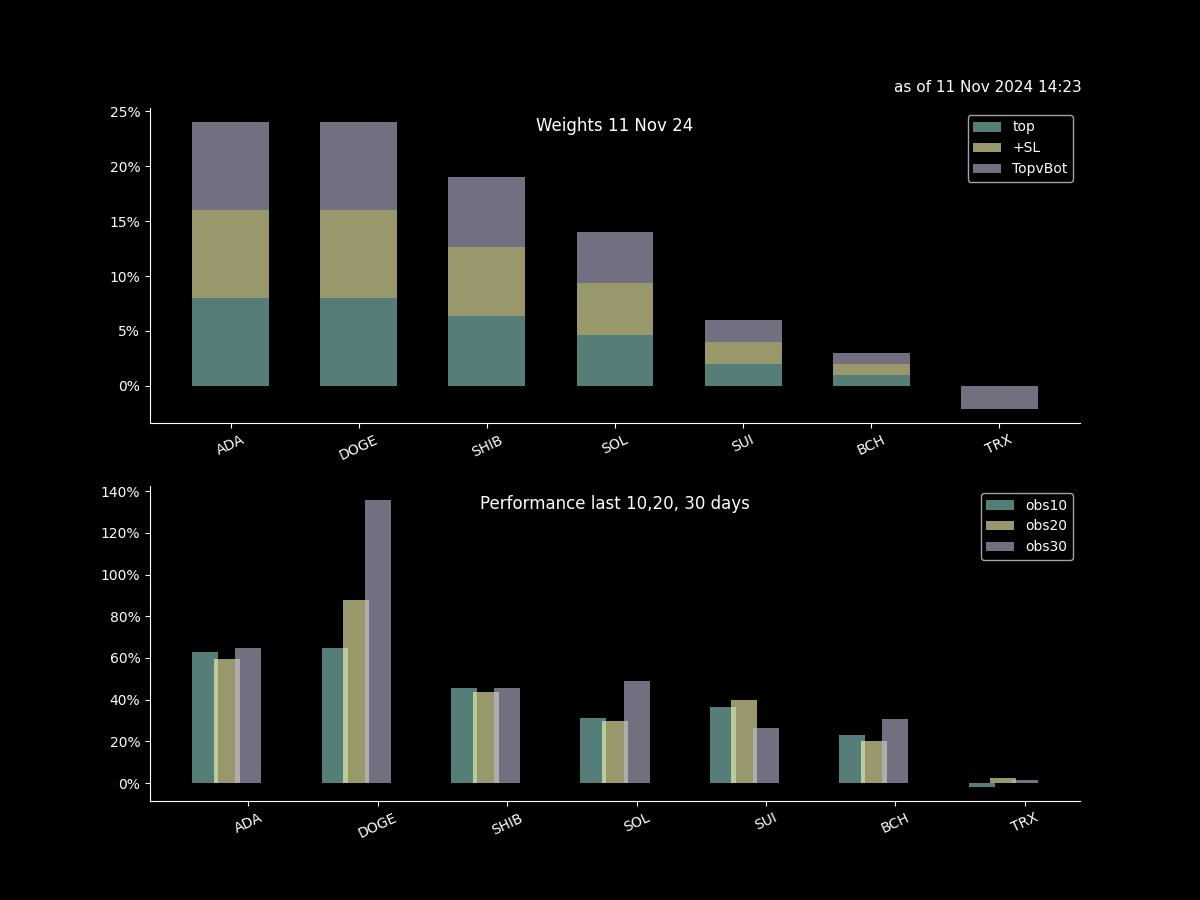 as of 11 Nov 2024 14:23
Weights 11 Nov 24
top
+SL
TopvBot
25%
20%
15%
10%
5%
0%
ADA DOGE SHIB SOL SUI BCH TRX
Performance last 10,20, 30 days
obs10
obs20
obs30
140%
120%
100%
80%
60%
40%
20%
0%
ADA DOGE SHIB SOL SUI BCH TRX